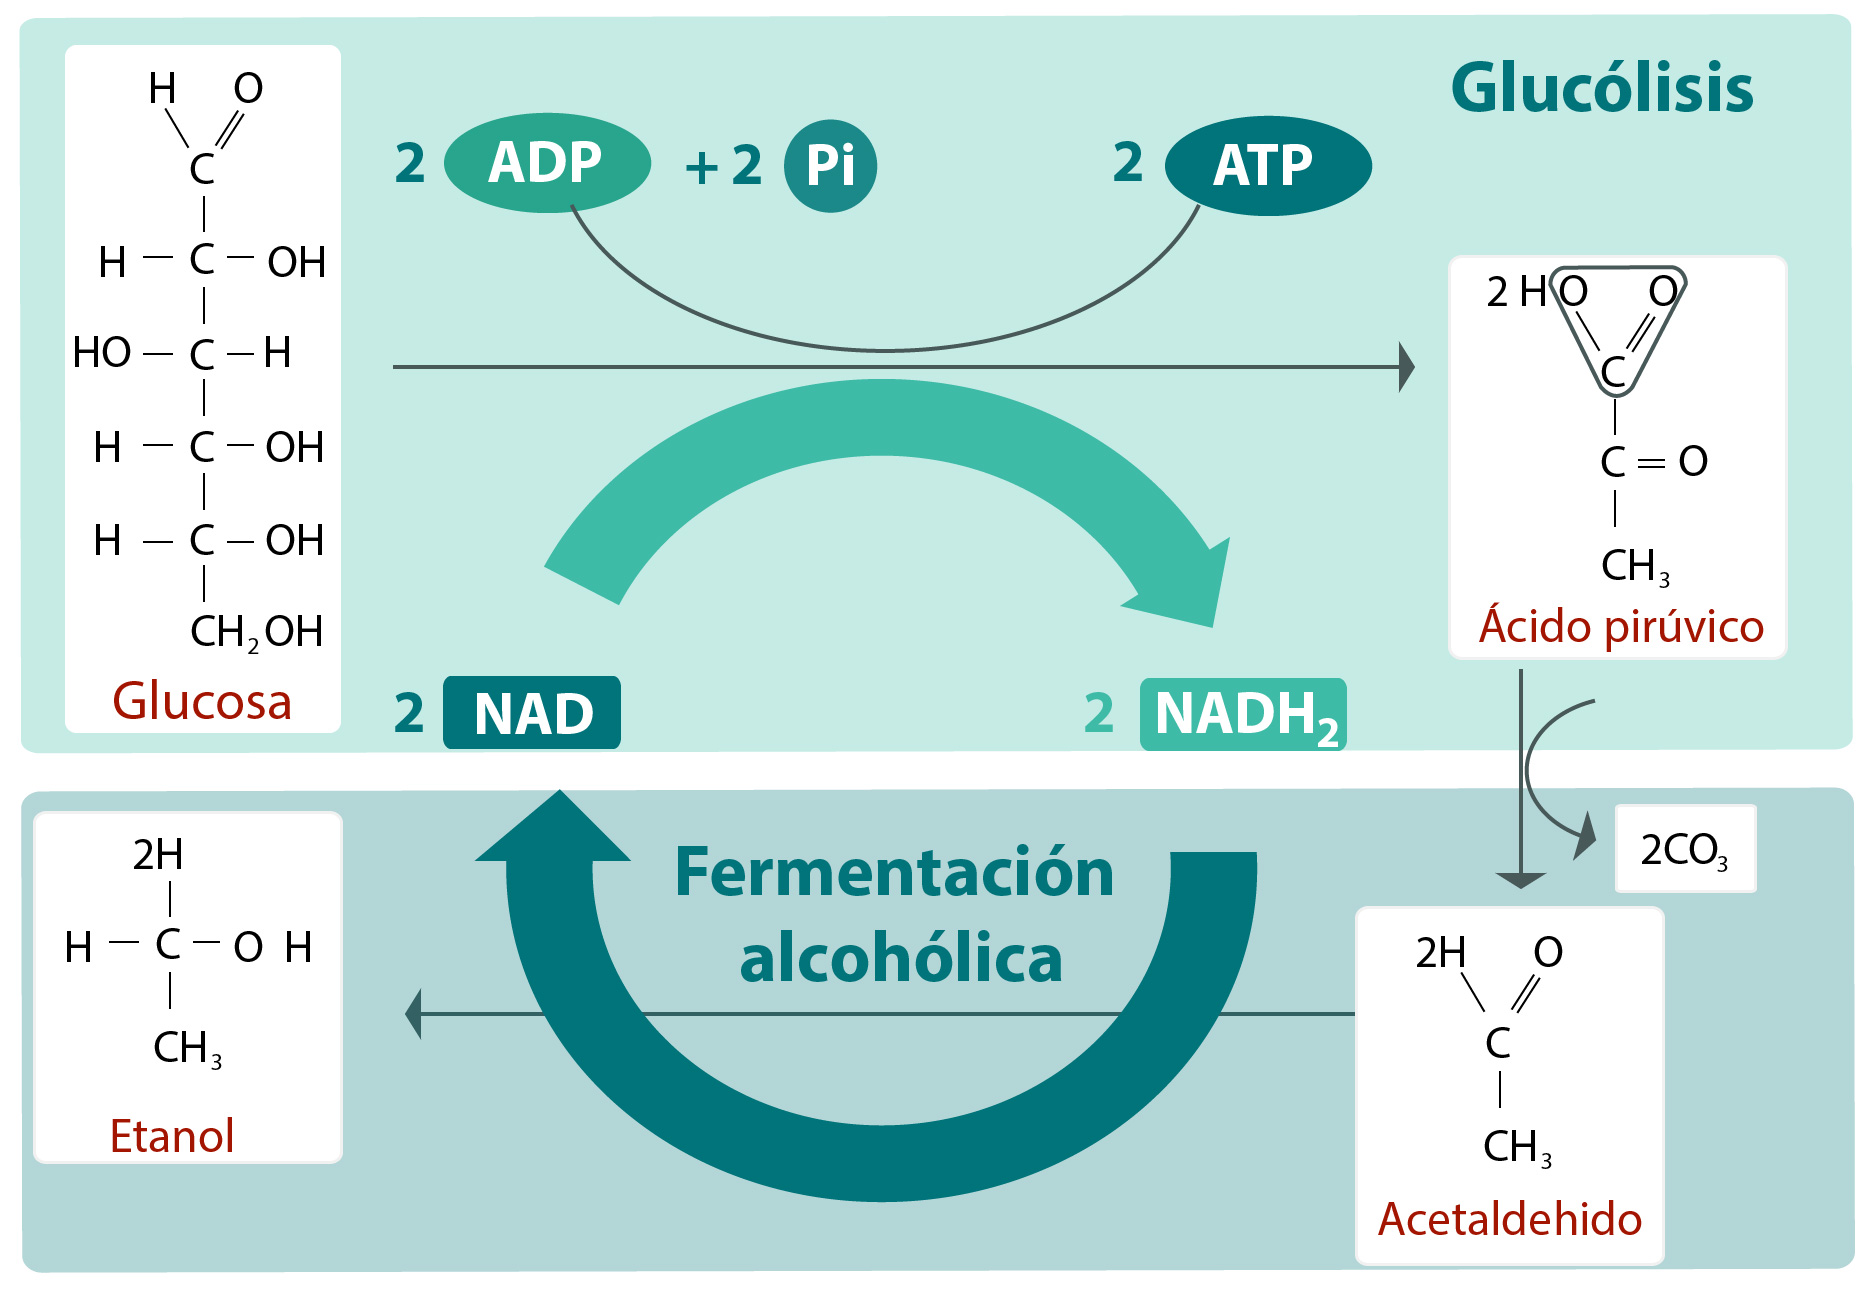 Glucólisis
H O
C
H — C — OH
HO — C — H
H — C — OH
H — C — OH
CH₂OH
Glucosa
2 ADP + 2 Pi
2 ATP
2 HO O
C
C = O
CH₃
Ácido pirúvico
2 NAD
2 NADH₂
Fermentación
alcohólica
2CO₃
2H O
C
CH₃
Acetaldehido
2H
H — C — O H
CH₃
Etanol